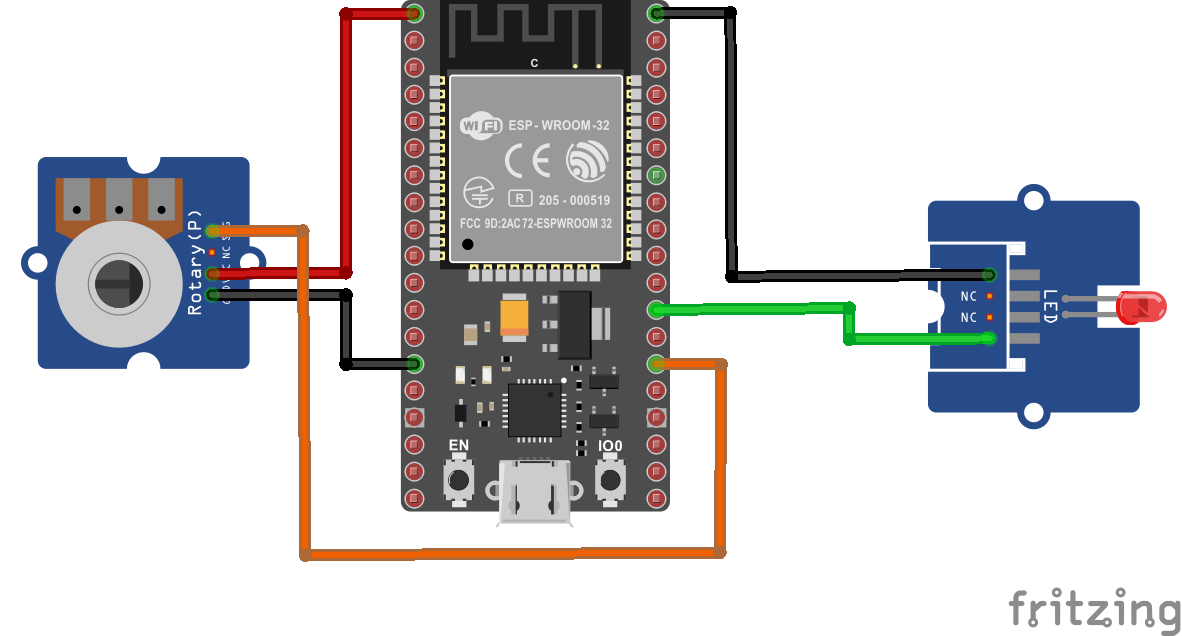 C
WiFi ESP - WROOM -32
CE
R 205 - 000519
FCC 9D:2AC72-ESPWROOM 32
Rotary(P)
NC
NC
NC
LED
EN
IO0
fritzing